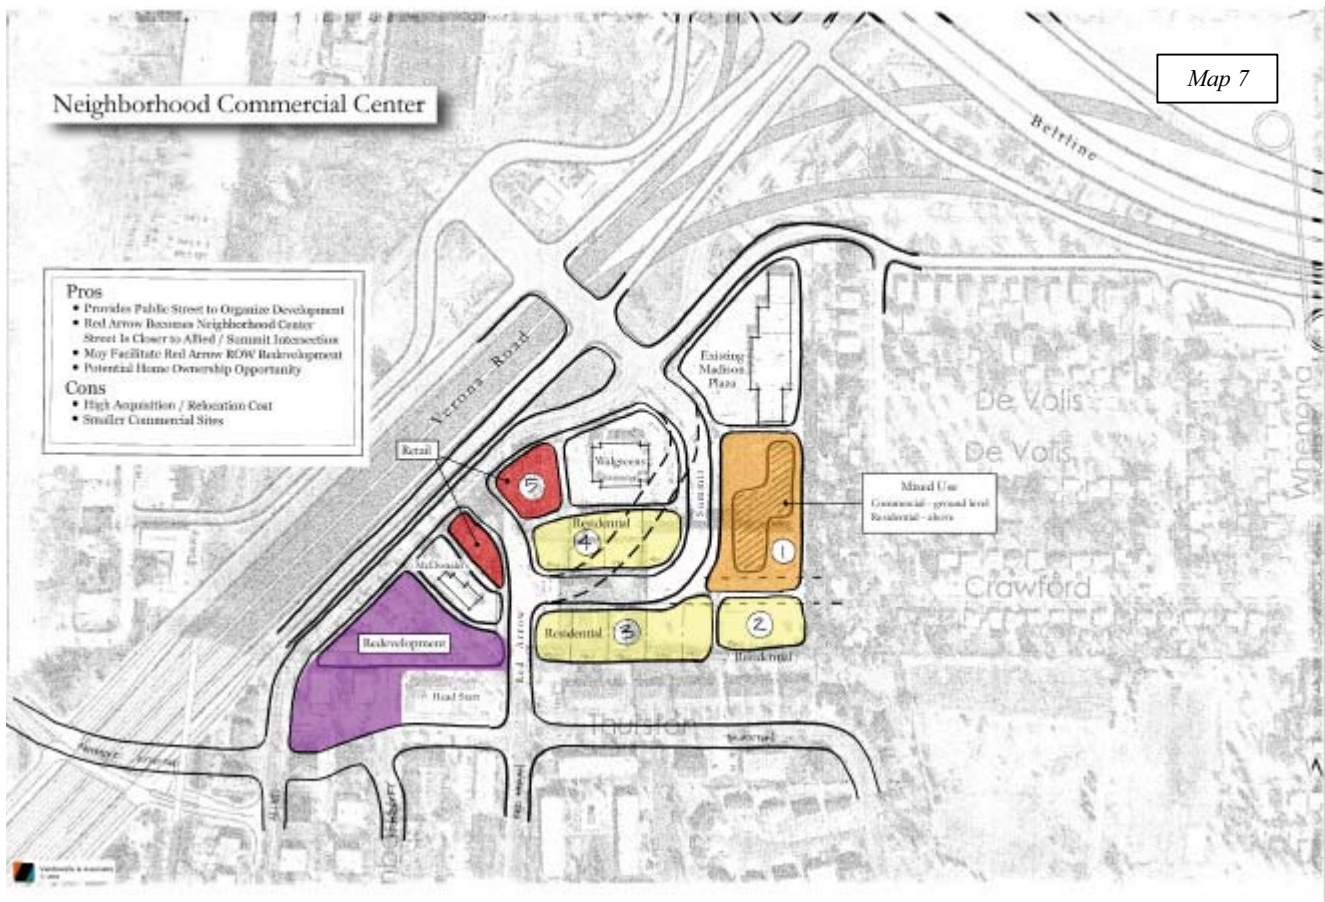 Map 7
Neighborhood Commercial Center
Beltline
Pros
• Provides Public Street to Organize Development
• Red Arrow Becomes Neighborhood Center
Street Is Closer to Allied / Summit Intersection
• May Facilitate Red Arrow ROW Redevelopment
• Potential Home Ownership Opportunity
Cons
• High Acquisition / Relocation Cost
• Smaller Commercial Sites
Verona Road
Existing
Madison
Plaza
De Volis
De Volis
Whenona
Retail
Walgreens
5
Summit
Mixed Use
Commercial - ground level
Residential - above
1
Residential
4
McDonalds
Crawford
Redevelopment
Red Arrow
Residential 3
2
Residential
Head Start
Thurston